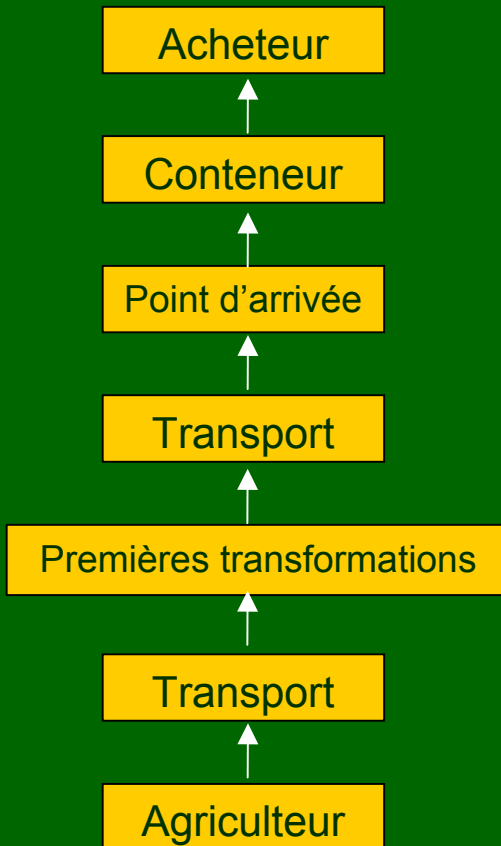 Acheteur
Conteneur
Point d’arrivée
Transport
Premières transformations
Transport
Agriculteur